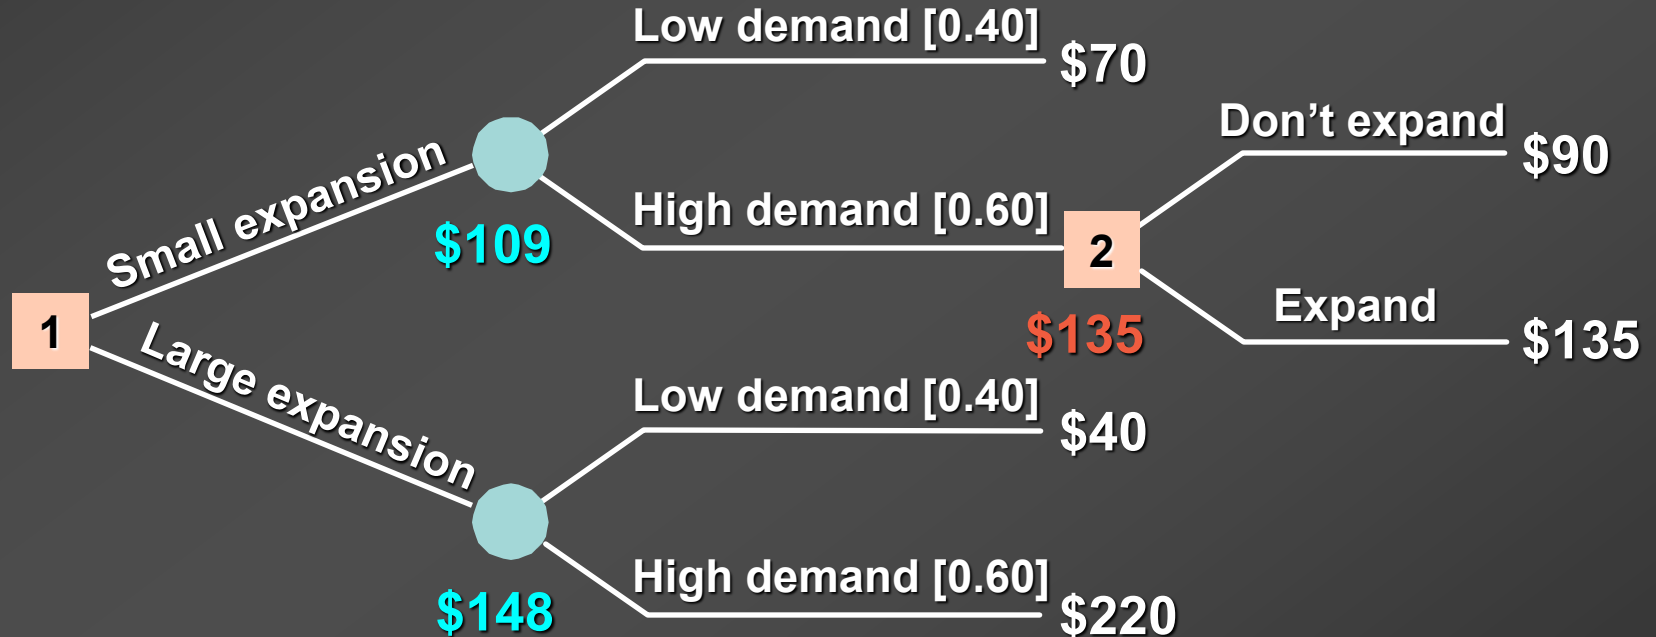 Low demand [0.40]
$70
Don’t expand
$90
Small expansion
High demand [0.60]
$109
2
Expand
1
$135
$135
Large expansion
Low demand [0.40]
$40
High demand [0.60]
$148
$220